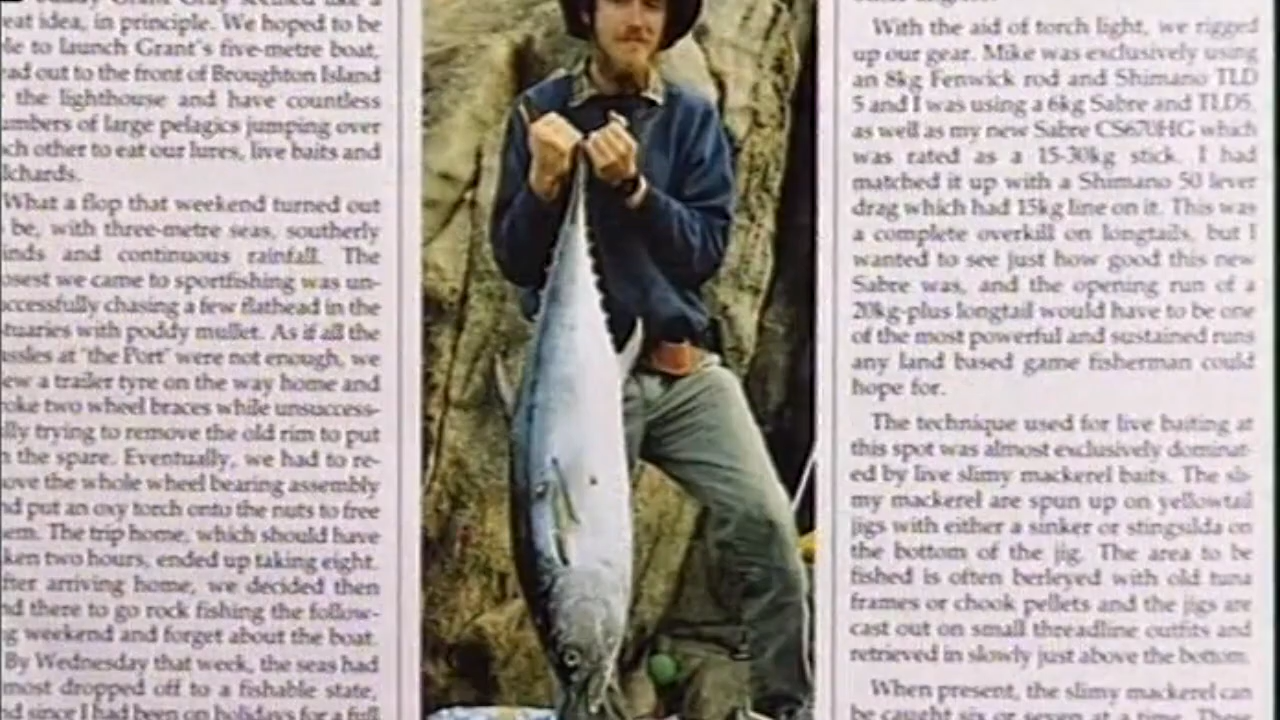 eat idea, in principle. We hoped to be
le to launch Grant's five-metre boat,
ad out to the front of Broughton Island
the lighthouse and have countless
mbers of large pelagics jumping over
ch other to eat our lures, live baits and
lchards.
What a flop that weekend turned out
be, with three-metre seas, southerly
inds and continuous rainfall. The
osest we came to sportfishing was un-
ccessfully chasing a few flathead in the
tuaries with poddy mullet. As if all the
ssles at 'the Port' were not enough, we
ew a trailer tyre on the way home and
oke two wheel braces while unsuccess-
lly trying to remove the old rim to put
n the spare. Eventually, we had to re-
ove the whole wheel bearing assembly
nd put an oxy torch onto the nuts to free
em. The trip home, which should have
ken two hours, ended up taking eight.
fter arriving home, we decided then
nd there to go rock fishing the follow-
g weekend and forget about the boat.
By Wednesday that week, the seas had
most dropped off to a fishable state,
nd since I had been on holidays for a full
With the aid of torch light, we rigged
up our gear. Mike was exclusively using
an 8kg Fenwick rod and Shimano TLD
5 and I was using a 6kg Sabre and TLD5,
as well as my new Sabre CS670HG which
was rated as a 15-30kg stick. I had
matched it up with a Shimano 50 lever
drag which had 15kg line on it. This was
a complete overkill on longtails, but I
wanted to see just how good this new
Sabre was, and the opening run of a
20kg-plus longtail would have to be one
of the most powerful and sustained runs
any land based game fisherman could
hope for.
The technique used for live baiting at
this spot was almost exclusively dominat-
ed by live slimy mackerel baits. The sli-
my mackerel are spun up on yellowtail
jigs with either a sinker or stingsilda on
the bottom of the jig. The area to be
fished is often berleyed with old tuna
frames or chook pellets and the jigs are
cast out on small threadline outfits and
retrieved in slowly just above the bottom.
When present, the slimy mackerel can
be caught six or seven at a time. These